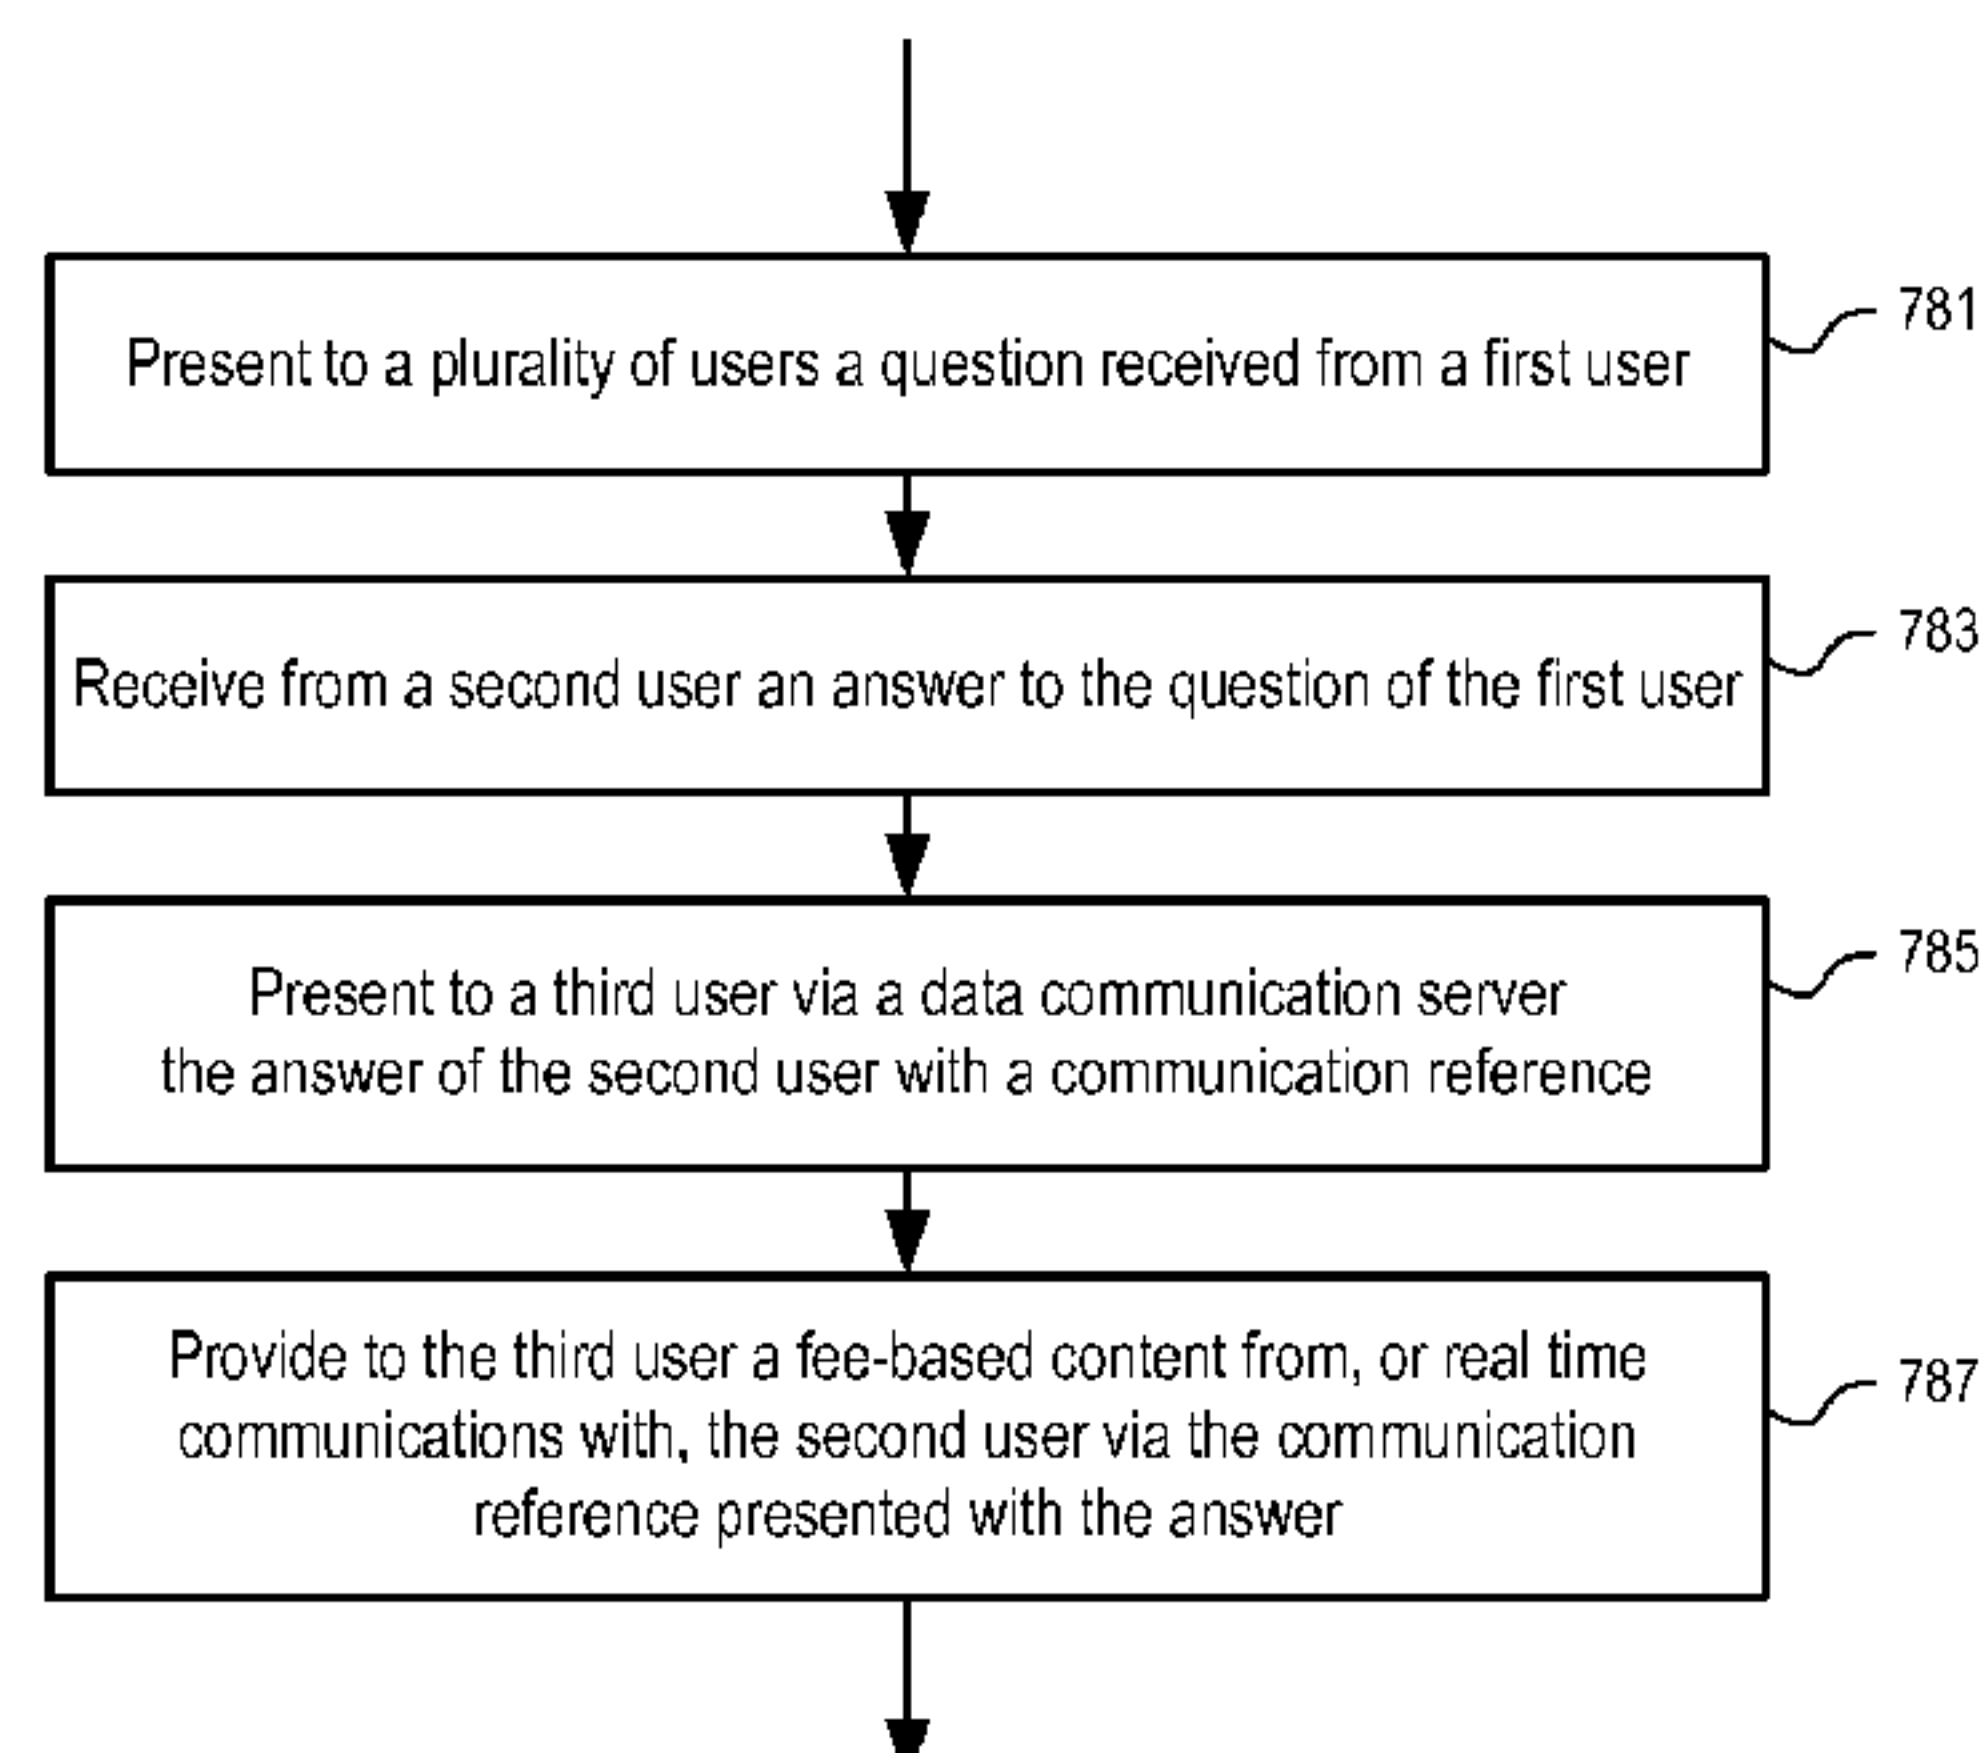 Present to a plurality of users a question received from a first user
781
Receive from a second user an answer to the question of the first user
783
Present to a third user via a data communication server
the answer of the second user with a communication reference
785
Provide to the third user a fee-based content from, or real time
communications with, the second user via the communication
reference presented with the answer
787